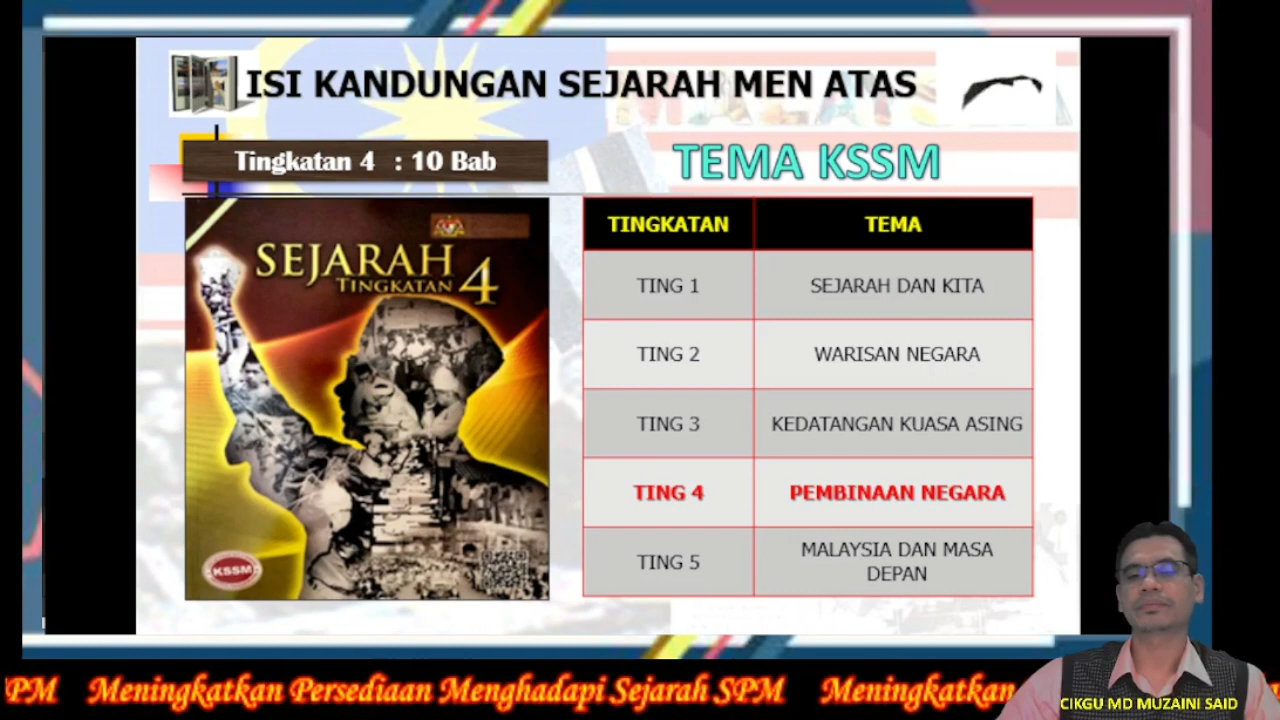 ISI KANDUNGAN SEJARAH MEN ATAS
Tingkatan 4 : 10 Bab
TEMA KSSM
SEJARAH
TINGKATAN 4
KSSM
TINGKATAN TEMA
TING 1 SEJARAH DAN KITA
TING 2 WARISAN NEGARA
TING 3 KEDATANGAN KUASA ASING
TING 4 PEMBINAAN NEGARA
TING 5 MALAYSIA DAN MASA
DEPAN
PM Meningkatkan Persediaan Menghadapi Sejarah SPM Meningkatkan
CIKGU MD MUZAINI SAID